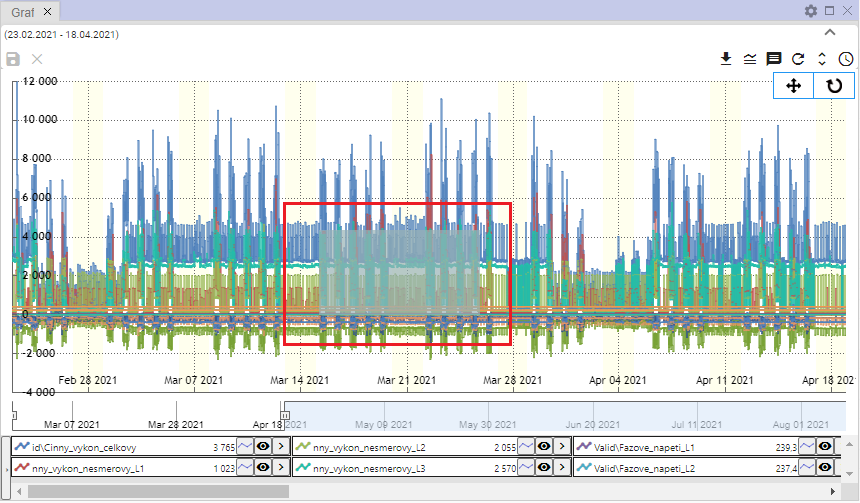 Graf
(23.02.2021 - 18.04.2021)
12 000
10 000
8 000
6 000
4 000
2 000
0
-2 000
-4 000
Feb 28 2021 Mar 07 2021 Mar 14 2021 Mar 21 2021 Mar 28 2021 Apr 04 2021 Apr 11 2021 Apr 18 2021
Mar 07 2021 Mar 28 2021 Apr 18 2021 May 09 2021 May 30 2021 Jun 20 2021 Jul 11 2021 Aug 01 2021
id\Cinny_vykon_celkovy 3 765 nny_vykon_nesmerovy_L2 2 055 Valid\Fazove_napeti_L1 239,3
nny_vykon_nesmerovy_L1 1 023 nny_vykon_nesmerovy_L3 2 570 Valid\Fazove_napeti_L2 237,4